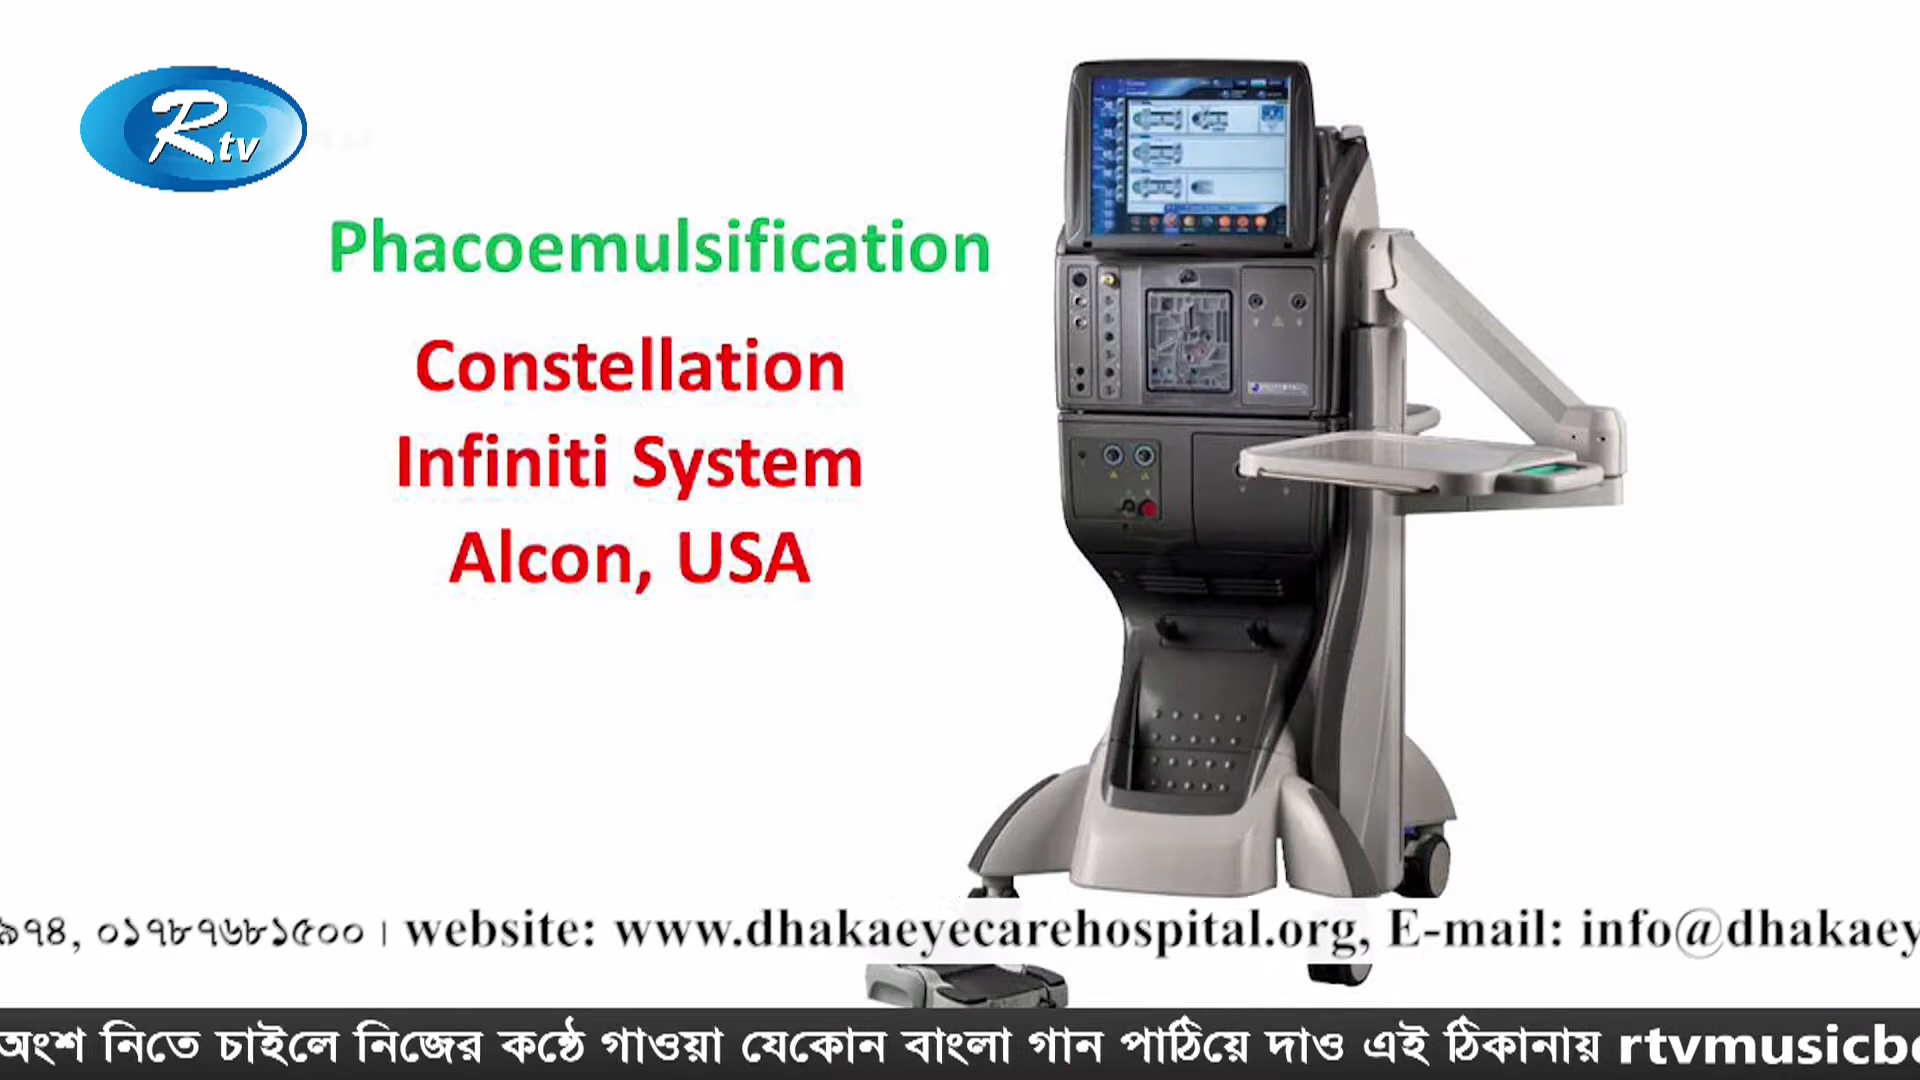 Rtv
Phacoemulsification
Constellation
Infiniti System
Alcon, USA
৯৭৪, ০১৭৮৭৬৮১৫০০। website: www.dhakaeyecarehospital.org, E-mail: info@dhakaey
অংশ নিতে চাইলে নিজের কন্ঠে গাওয়া যেকোন বাংলা গান পাঠিয়ে দাও এই ঠিকানায় rtvmusicbd